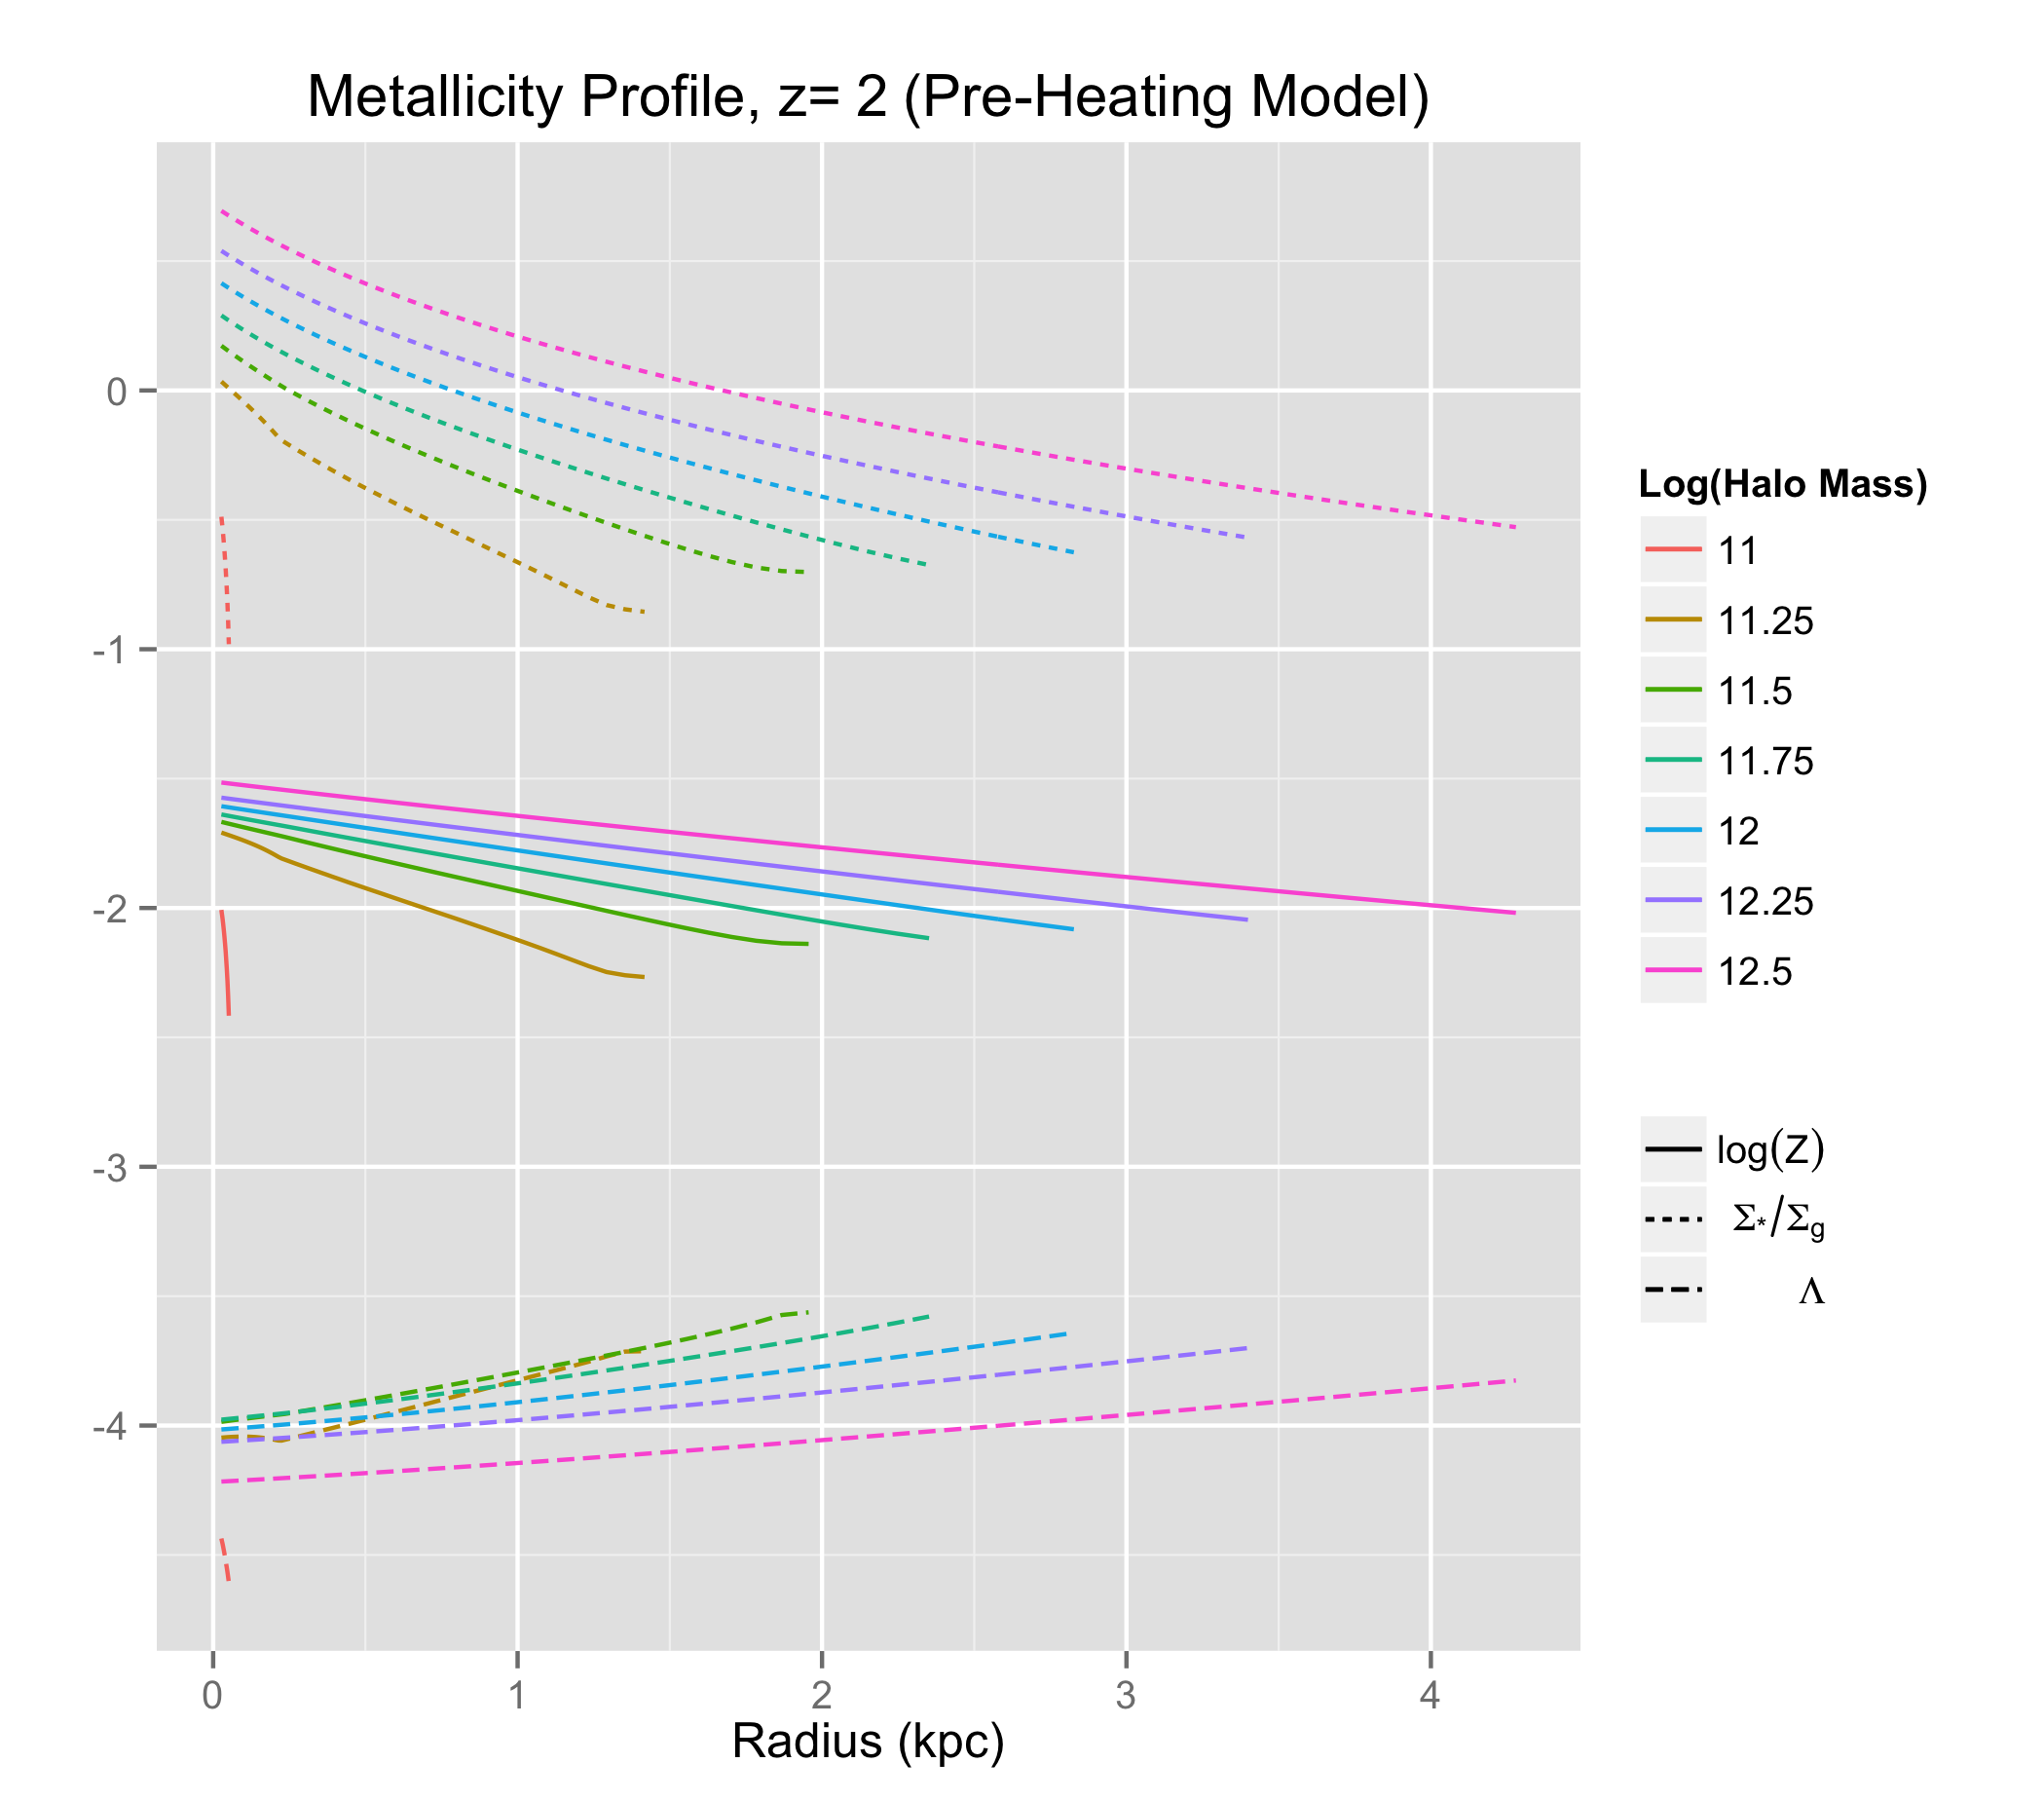 Metallicity Profile, z= 2 (Pre-Heating Model)
0
-1
-2
-3
-4
0 1 2 3 4
Radius (kpc)
Log(Halo Mass)
11
11.25
11.5
11.75
12
12.25
12.5
log(Z)
Σ*/Σg
Λ